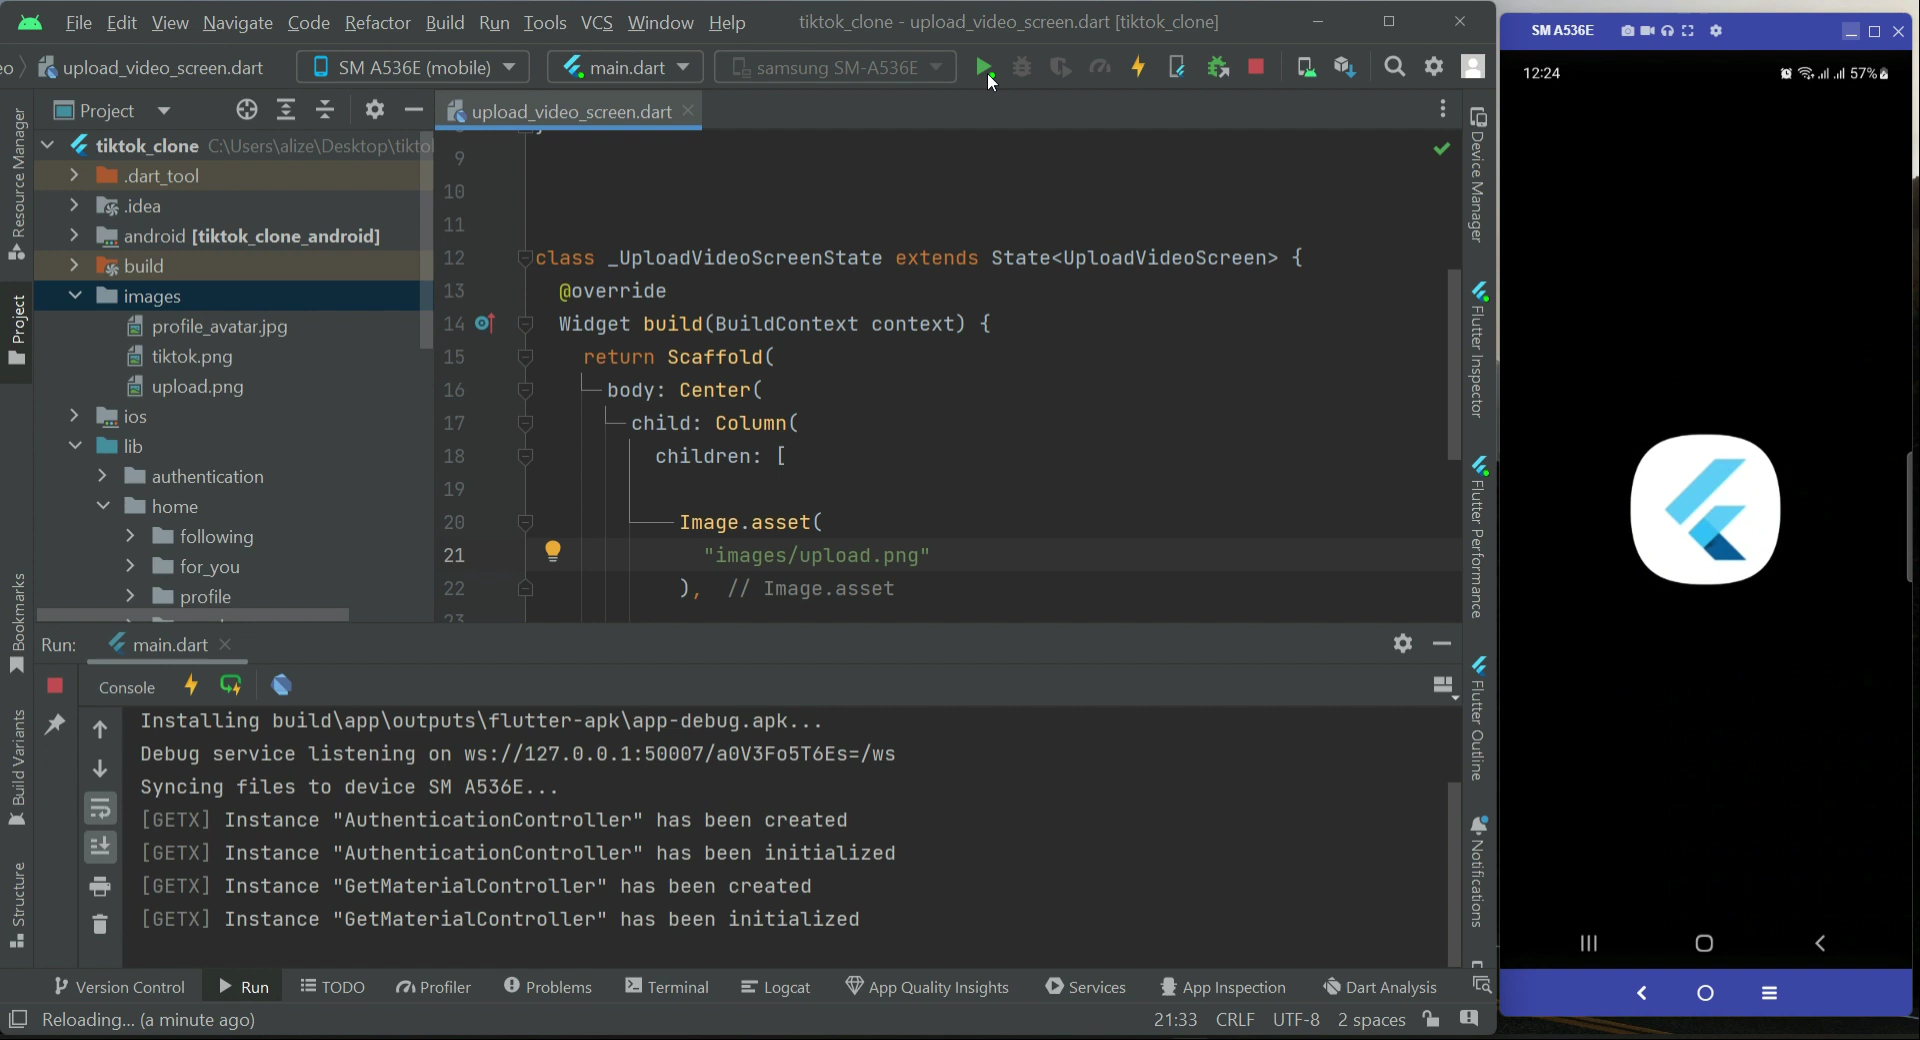 File Edit View Navigate Code Refactor Build Run Tools VCS Window Help tiktok_clone - upload_video_screen.dart [tiktok_clone]
eo upload_video_screen.dart SM A536E (mobile) main.dart samsung SM-A536E
Project upload_video_screen.dart
tiktok_clone C:\Users\alize\Desktop\tiktol
.dart_tool
.idea
android [tiktok_clone_android]
build
images
profile_avatar.jpg
tiktok.png
upload.png
ios
lib
authentication
home
following
for_you
profile
9
10
11
12 class _UploadVideoScreenState extends State<UploadVideoScreen> {
13 @override
14 Widget build(BuildContext context) {
15 return Scaffold(
16 body: Center(
17 child: Column(
18 children: [
19
20 Image.asset(
21 "images/upload.png"
22 ), // Image.asset
23
Run: main.dart
Console
Installing build\app\outputs\flutter-apk\app-debug.apk...
Debug service listening on ws://127.0.0.1:50007/a0V3Fo5T6Es=/ws
Syncing files to device SM A536E...
[GETX] Instance "AuthenticationController" has been created
[GETX] Instance "AuthenticationController" has been initialized
[GETX] Instance "GetMaterialController" has been created
[GETX] Instance "GetMaterialController" has been initialized
Version Control Run TODO Profiler Problems Terminal Logcat App Quality Insights Services App Inspection Dart Analysis
Reloading... (a minute ago) 21:33 CRLF UTF-8 2 spaces
Resource Manager
Project
Bookmarks
Build Variants
Structure
Device Manager
Flutter Inspector
Flutter Performance
Flutter Outline
Notifications
SM A536E
12:24 57%